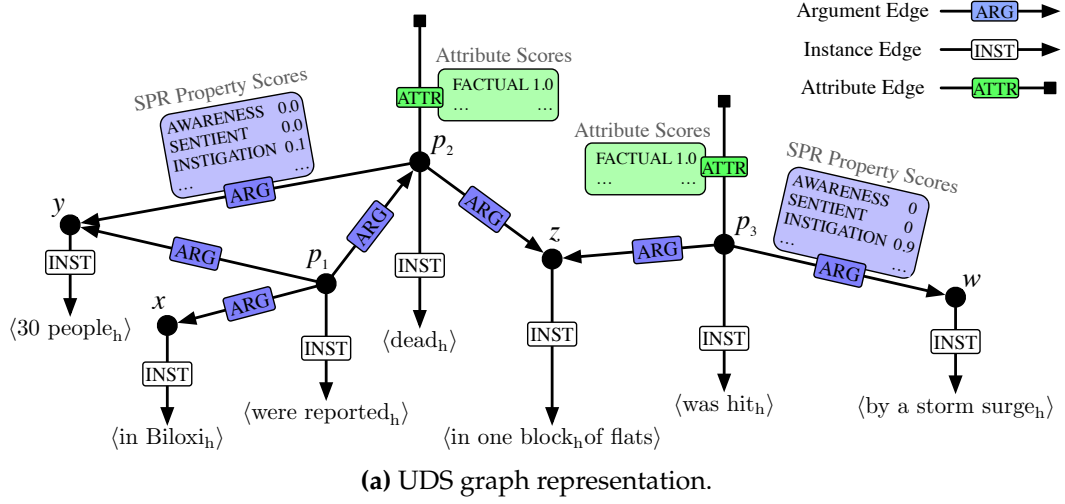 Argument Edge ARG
Instance Edge INST
Attribute Edge ATTR
SPR Property Scores
AWARENESS 0.0
SENTIENT 0.0
INSTIGATION 0.1
... ...
Attribute Scores
FACTUAL 1.0
... ...
ATTR
p2
Attribute Scores
FACTUAL 1.0
... ...
ATTR
SPR Property Scores
AWARENESS 0
SENTIENT 0
INSTIGATION 0.9
... ...
ARG
y
ARG
ARG
ARG
z
p3
ARG
ARG
INST
x
ARG
p1
INST
w
⟨30 peopleₕ⟩
INST
INST
⟨deadₕ⟩
INST
INST
INST
⟨in Biloxiₕ⟩
⟨were reportedₕ⟩
⟨in one blockₕof flats⟩
⟨was hitₕ⟩
⟨by a storm surgeₕ⟩
(a) UDS graph representation.